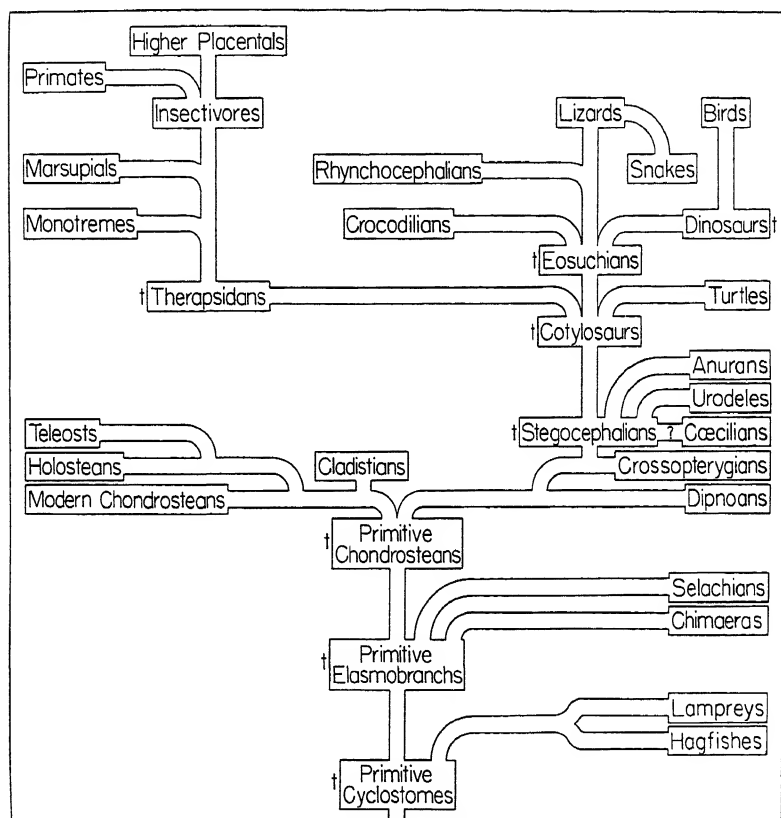 Higher Placentals
Primates
Insectivores
Lizards
Birds
Marsupials
Rhynchocephalians
Snakes
Monotremes
Crocodilians
Dinosaurs †
† Eosuchians
† Therapsidans
Turtles
† Cotylosaurs
Anurans
Urodeles
Teleosts
† Stegocephalians ? Cœcilians
Holosteans
Cladistians
Crossopterygians
Modern Chondrosteans
Dipnoans
† Primitive
Chondrosteans
Selachians
Chimaeras
† Primitive
Elasmobranchs
Lampreys
Hagfishes
† Primitive
Cyclostomes